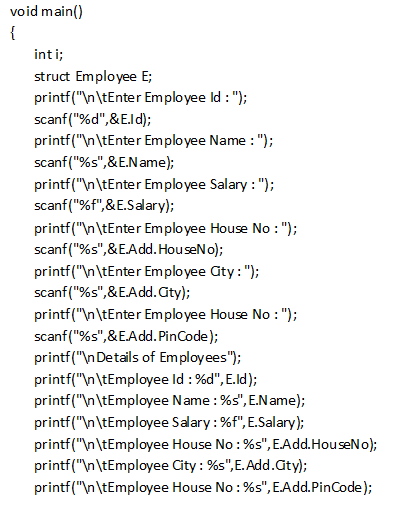 void main()
{
int i;
struct Employee E;
printf("\n\tEnter Employee Id : ");
scanf("%d",&E.Id);
printf("\n\tEnter Employee Name : ");
scanf("%s",&E.Name);
printf("\n\tEnter Employee Salary : ");
scanf("%f",&E.Salary);
printf("\n\tEnter Employee House No : ");
scanf("%s",&E.Add.HouseNo);
printf("\n\tEnter Employee City : ");
scanf("%s",&E.Add.City);
printf("\n\tEnter Employee House No : ");
scanf("%s",&E.Add.PinCode);
printf("\nDetails of Employees");
printf("\n\tEmployee Id : %d",E.Id);
printf("\n\tEmployee Name : %s",E.Name);
printf("\n\tEmployee Salary : %f",E.Salary);
printf("\n\tEmployee House No : %s",E.Add.HouseNo);
printf("\n\tEmployee City : %s",E.Add.City);
printf("\n\tEmployee House No : %s",E.Add.PinCode);